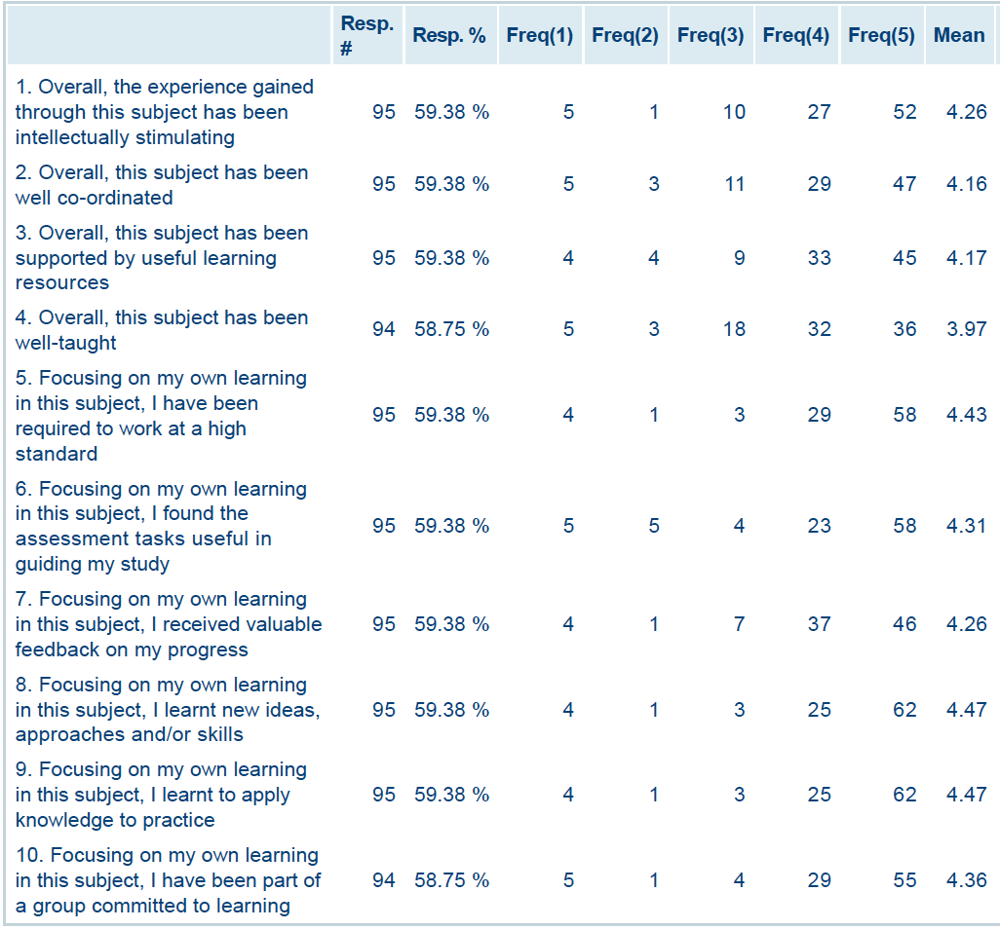 Resp. # Resp. % Freq(1) Freq(2) Freq(3) Freq(4) Freq(5) Mean
1. Overall, the experience gained
through this subject has been
intellectually stimulating
95 59.38 % 5 1 10 27 52 4.26
2. Overall, this subject has been
well co-ordinated
95 59.38 % 5 3 11 29 47 4.16
3. Overall, this subject has been
supported by useful learning
resources
95 59.38 % 4 4 9 33 45 4.17
4. Overall, this subject has been
well-taught
94 58.75 % 5 3 18 32 36 3.97
5. Focusing on my own learning
in this subject, I have been
required to work at a high
standard
95 59.38 % 4 1 3 29 58 4.43
6. Focusing on my own learning
in this subject, I found the
assessment tasks useful in
guiding my study
95 59.38 % 5 5 4 23 58 4.31
7. Focusing on my own learning
in this subject, I received valuable
feedback on my progress
95 59.38 % 4 1 7 37 46 4.26
8. Focusing on my own learning
in this subject, I learnt new ideas,
approaches and/or skills
95 59.38 % 4 1 3 25 62 4.47
9. Focusing on my own learning
in this subject, I learnt to apply
knowledge to practice
95 59.38 % 4 1 3 25 62 4.47
10. Focusing on my own learning
in this subject, I have been part of
a group committed to learning
94 58.75 % 5 1 4 29 55 4.36